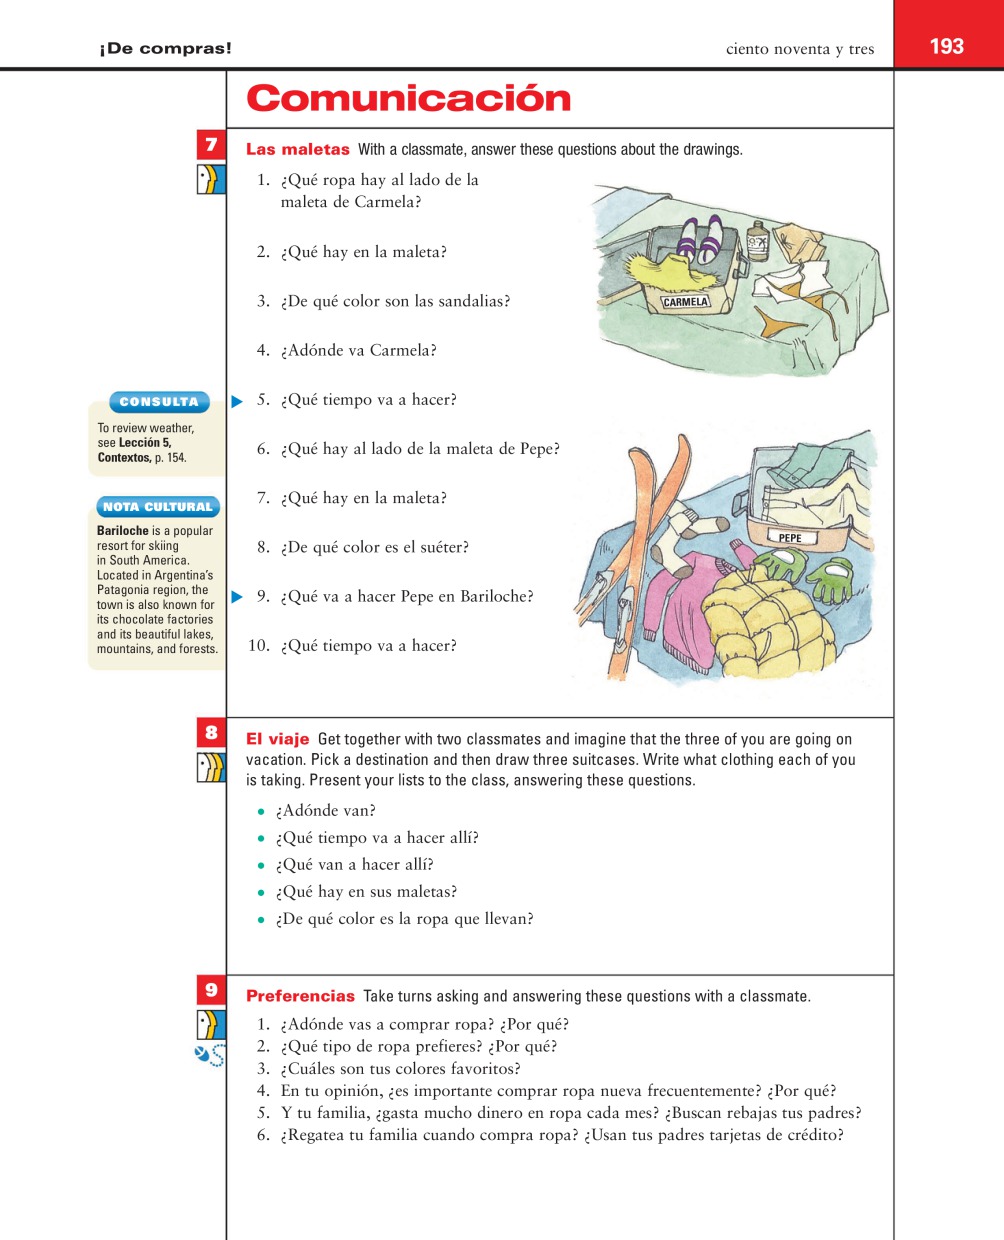 ¡De compras!
ciento noventa y tres
193
Comunicación
7
Las maletas With a classmate, answer these questions about the drawings.
1. ¿Qué ropa hay al lado de la
maleta de Carmela?
2. ¿Qué hay en la maleta?
3. ¿De qué color son las sandalias?
4. ¿Adónde va Carmela?
5. ¿Qué tiempo va a hacer?
6. ¿Qué hay al lado de la maleta de Pepe?
7. ¿Qué hay en la maleta?
8. ¿De qué color es el suéter?
9. ¿Qué va a hacer Pepe en Bariloche?
10. ¿Qué tiempo va a hacer?
CARMELA
PEPE
CONSULTA
To review weather,
see Lección 5,
Contextos, p. 154.
NOTA CULTURAL
Bariloche is a popular
resort for skiing
in South America.
Located in Argentina's
Patagonia region, the
town is also known for
its chocolate factories
and its beautiful lakes,
mountains, and forests.
8
El viaje Get together with two classmates and imagine that the three of you are going on
vacation. Pick a destination and then draw three suitcases. Write what clothing each of you
is taking. Present your lists to the class, answering these questions.
• ¿Adónde van?
• ¿Qué tiempo va a hacer allí?
• ¿Qué van a hacer allí?
• ¿Qué hay en sus maletas?
• ¿De qué color es la ropa que llevan?
9
Preferencias Take turns asking and answering these questions with a classmate.
1. ¿Adónde vas a comprar ropa? ¿Por qué?
2. ¿Qué tipo de ropa prefieres? ¿Por qué?
3. ¿Cuáles son tus colores favoritos?
4. En tu opinión, ¿es importante comprar ropa nueva frecuentemente? ¿Por qué?
5. Y tu familia, ¿gasta mucho dinero en ropa cada mes? ¿Buscan rebajas tus padres?
6. ¿Regatea tu familia cuando compra ropa? ¿Usan tus padres tarjetas de crédito?